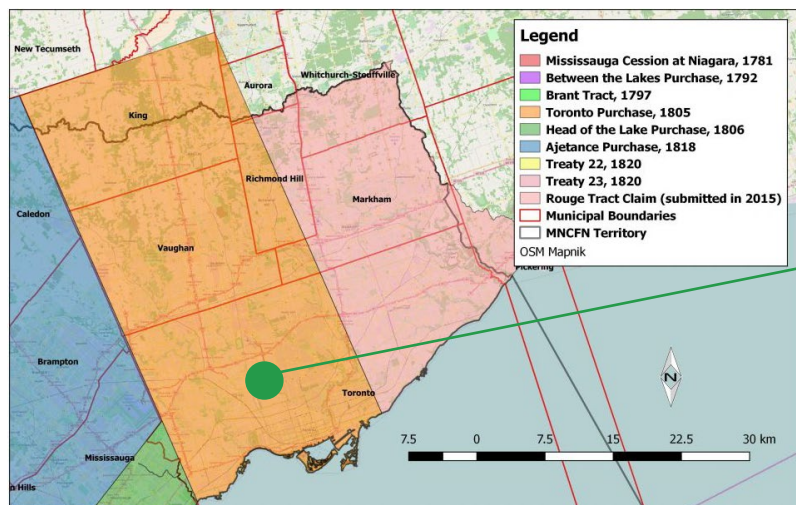 New Tecumseth
Whitchurch-Stouffville
Aurora
King
Richmond Hill
Markham
Caledon
Vaughan
Pickering
Brampton
Toronto
Mississauga
n Hills
Legend
Mississauga Cession at Niagara, 1781
Between the Lakes Purchase, 1792
Brant Tract, 1797
Toronto Purchase, 1805
Head of the Lake Purchase, 1806
Ajetance Purchase, 1818
Treaty 22, 1820
Treaty 23, 1820
Rouge Tract Claim (submitted in 2015)
Municipal Boundaries
MNCFN Territory
OSM Mapnik
N
7.5 0 7.5 15 22.5 30 km